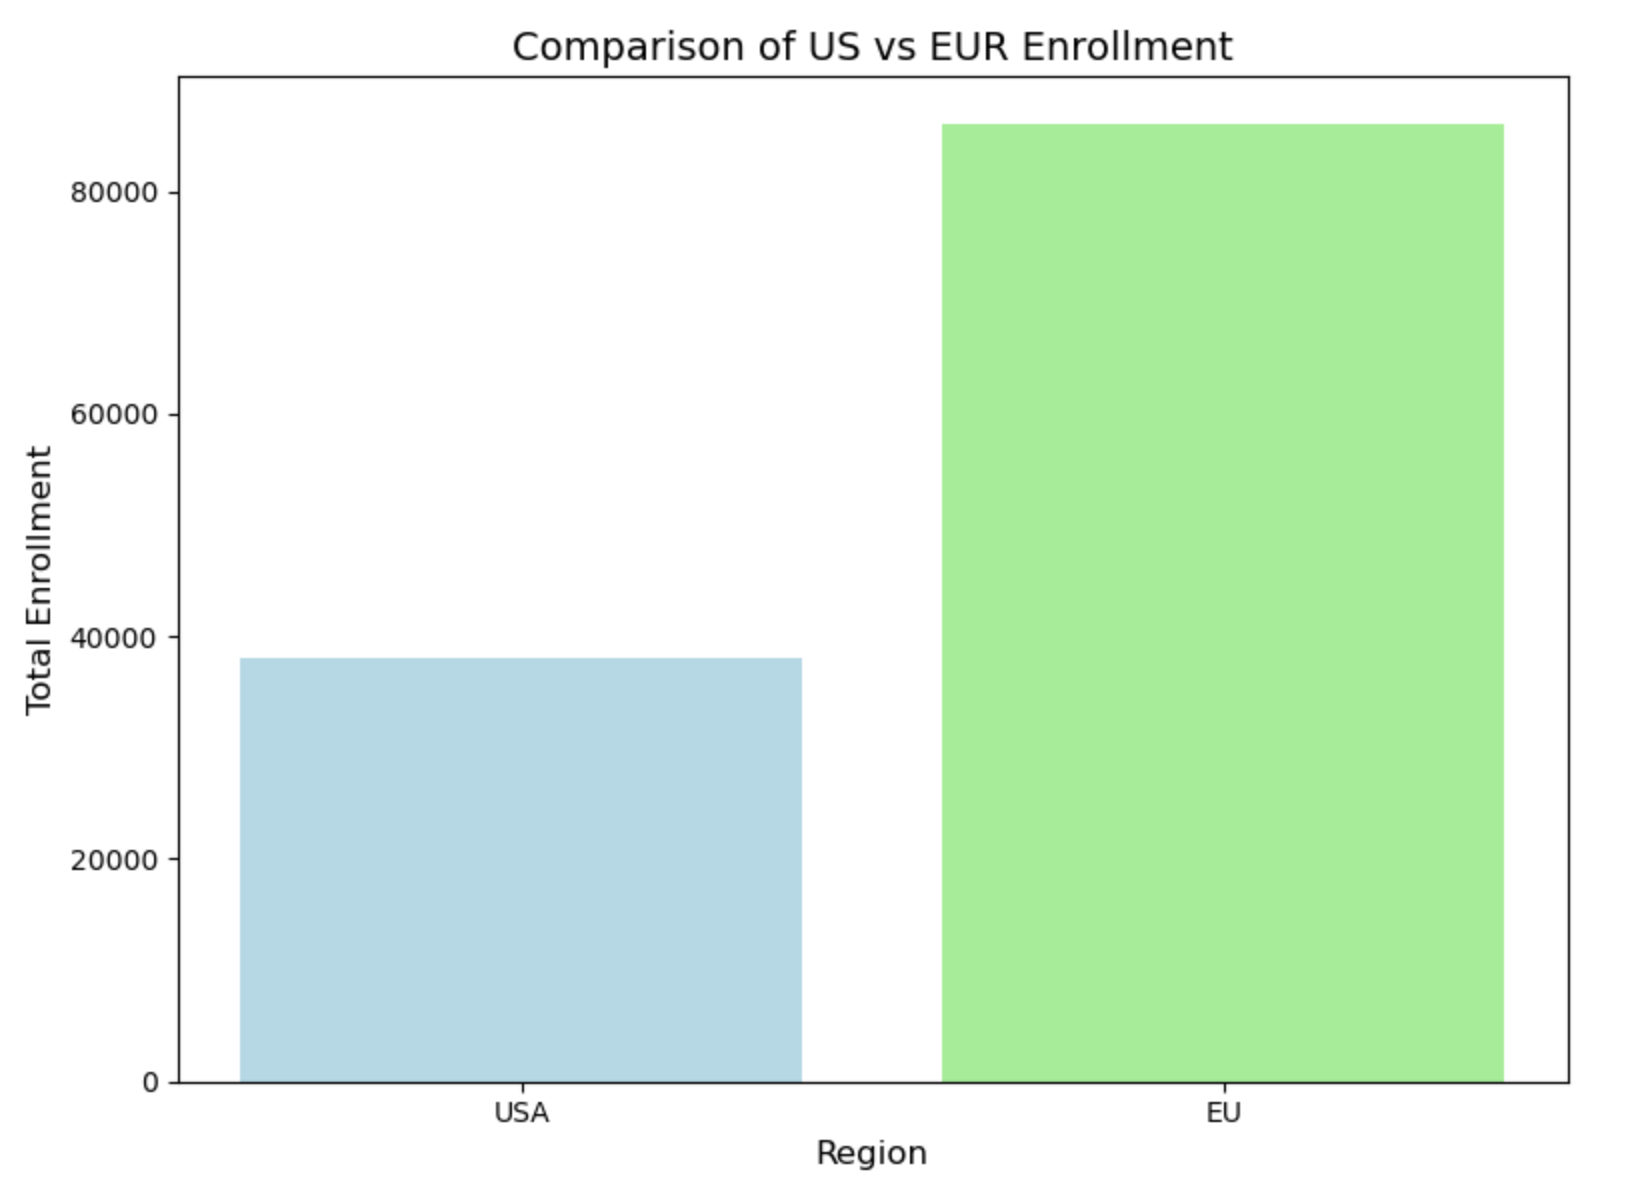 Comparison of US vs EUR Enrollment
Total Enrollment
80000
60000
40000
20000
0
USA
EU
Region